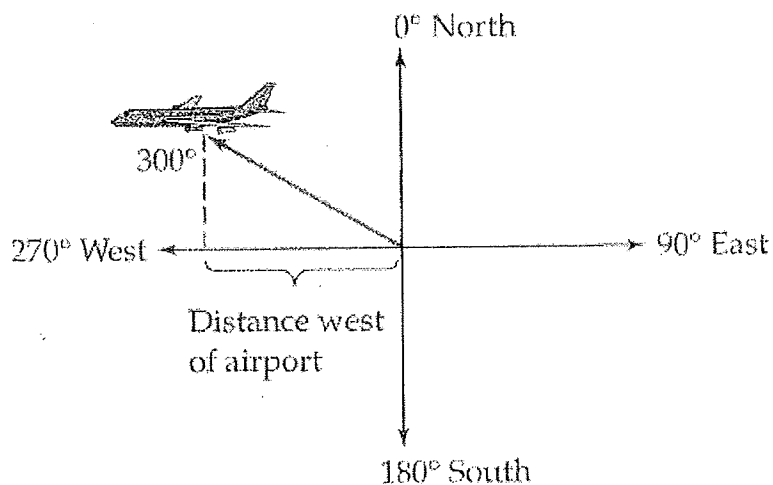 0° North
300°
270° West
90° East
Distance west
of airport
180° South